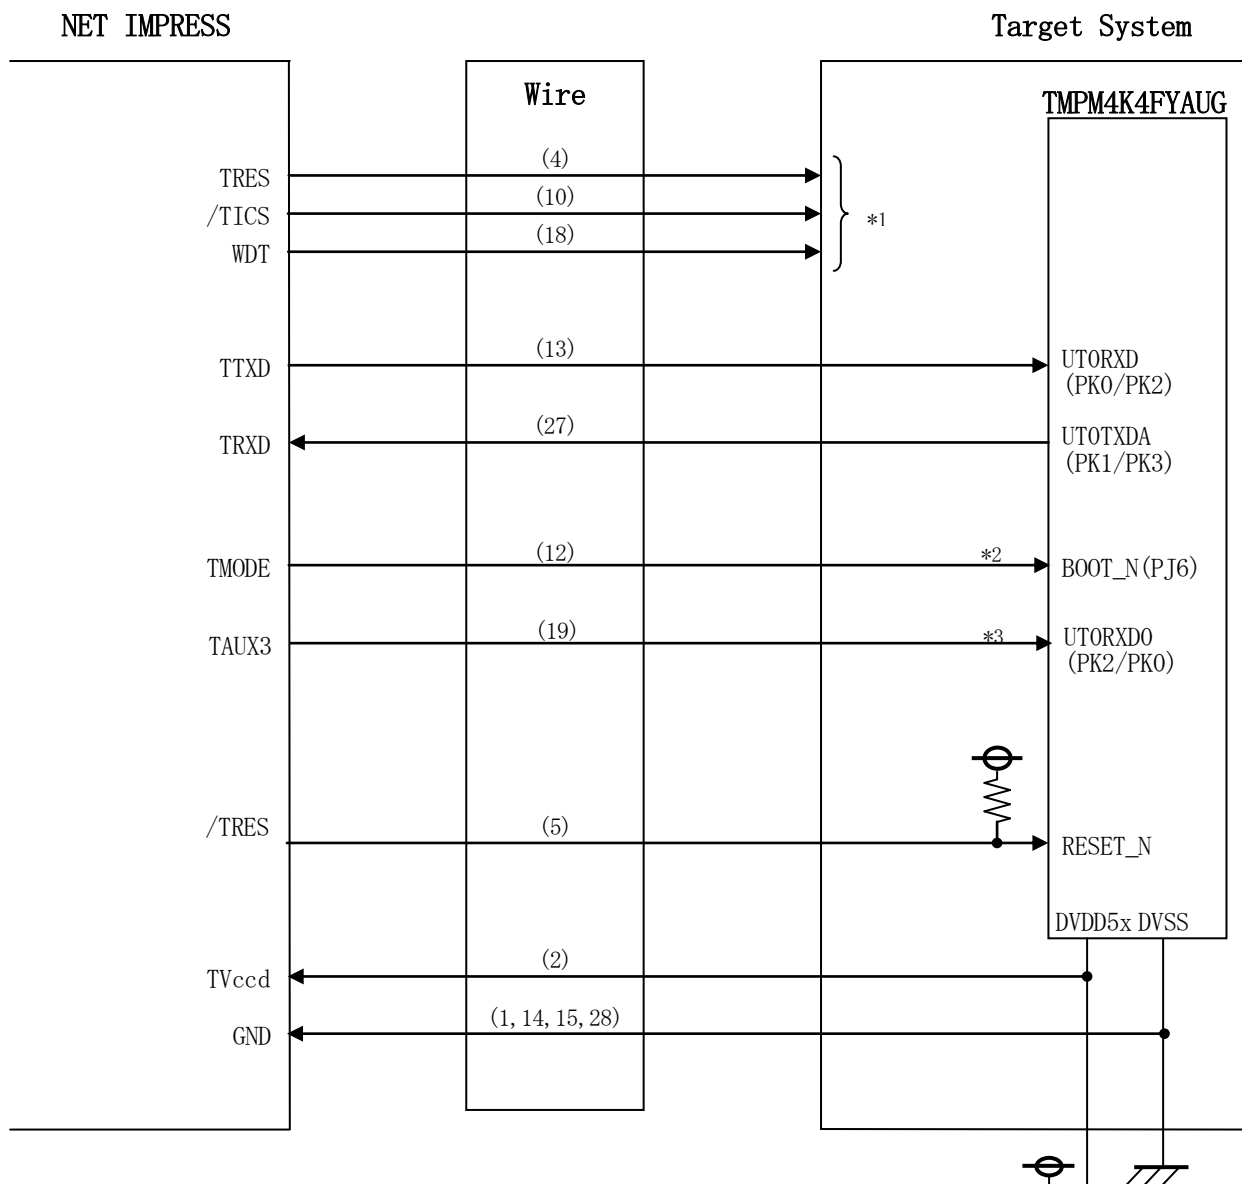 NET IMPRESS
Target System
Wire
TMPM4K4FYAUG
TRES
(4)
/TICS
(10)
*1
WDT
(18)
TTXD
(13)
UT0RXD
(PK0/PK2)
TRXD
(27)
UT0TXDA
(PK1/PK3)
TMODE
(12)
*2
BOOT_N(PJ6)
TAUX3
(19)
*3
UT0RXD0
(PK2/PK0)
/TRES
(5)
RESET_N
DVDD5x DVSS
TVccd
(2)
GND
(1,14,15,28)